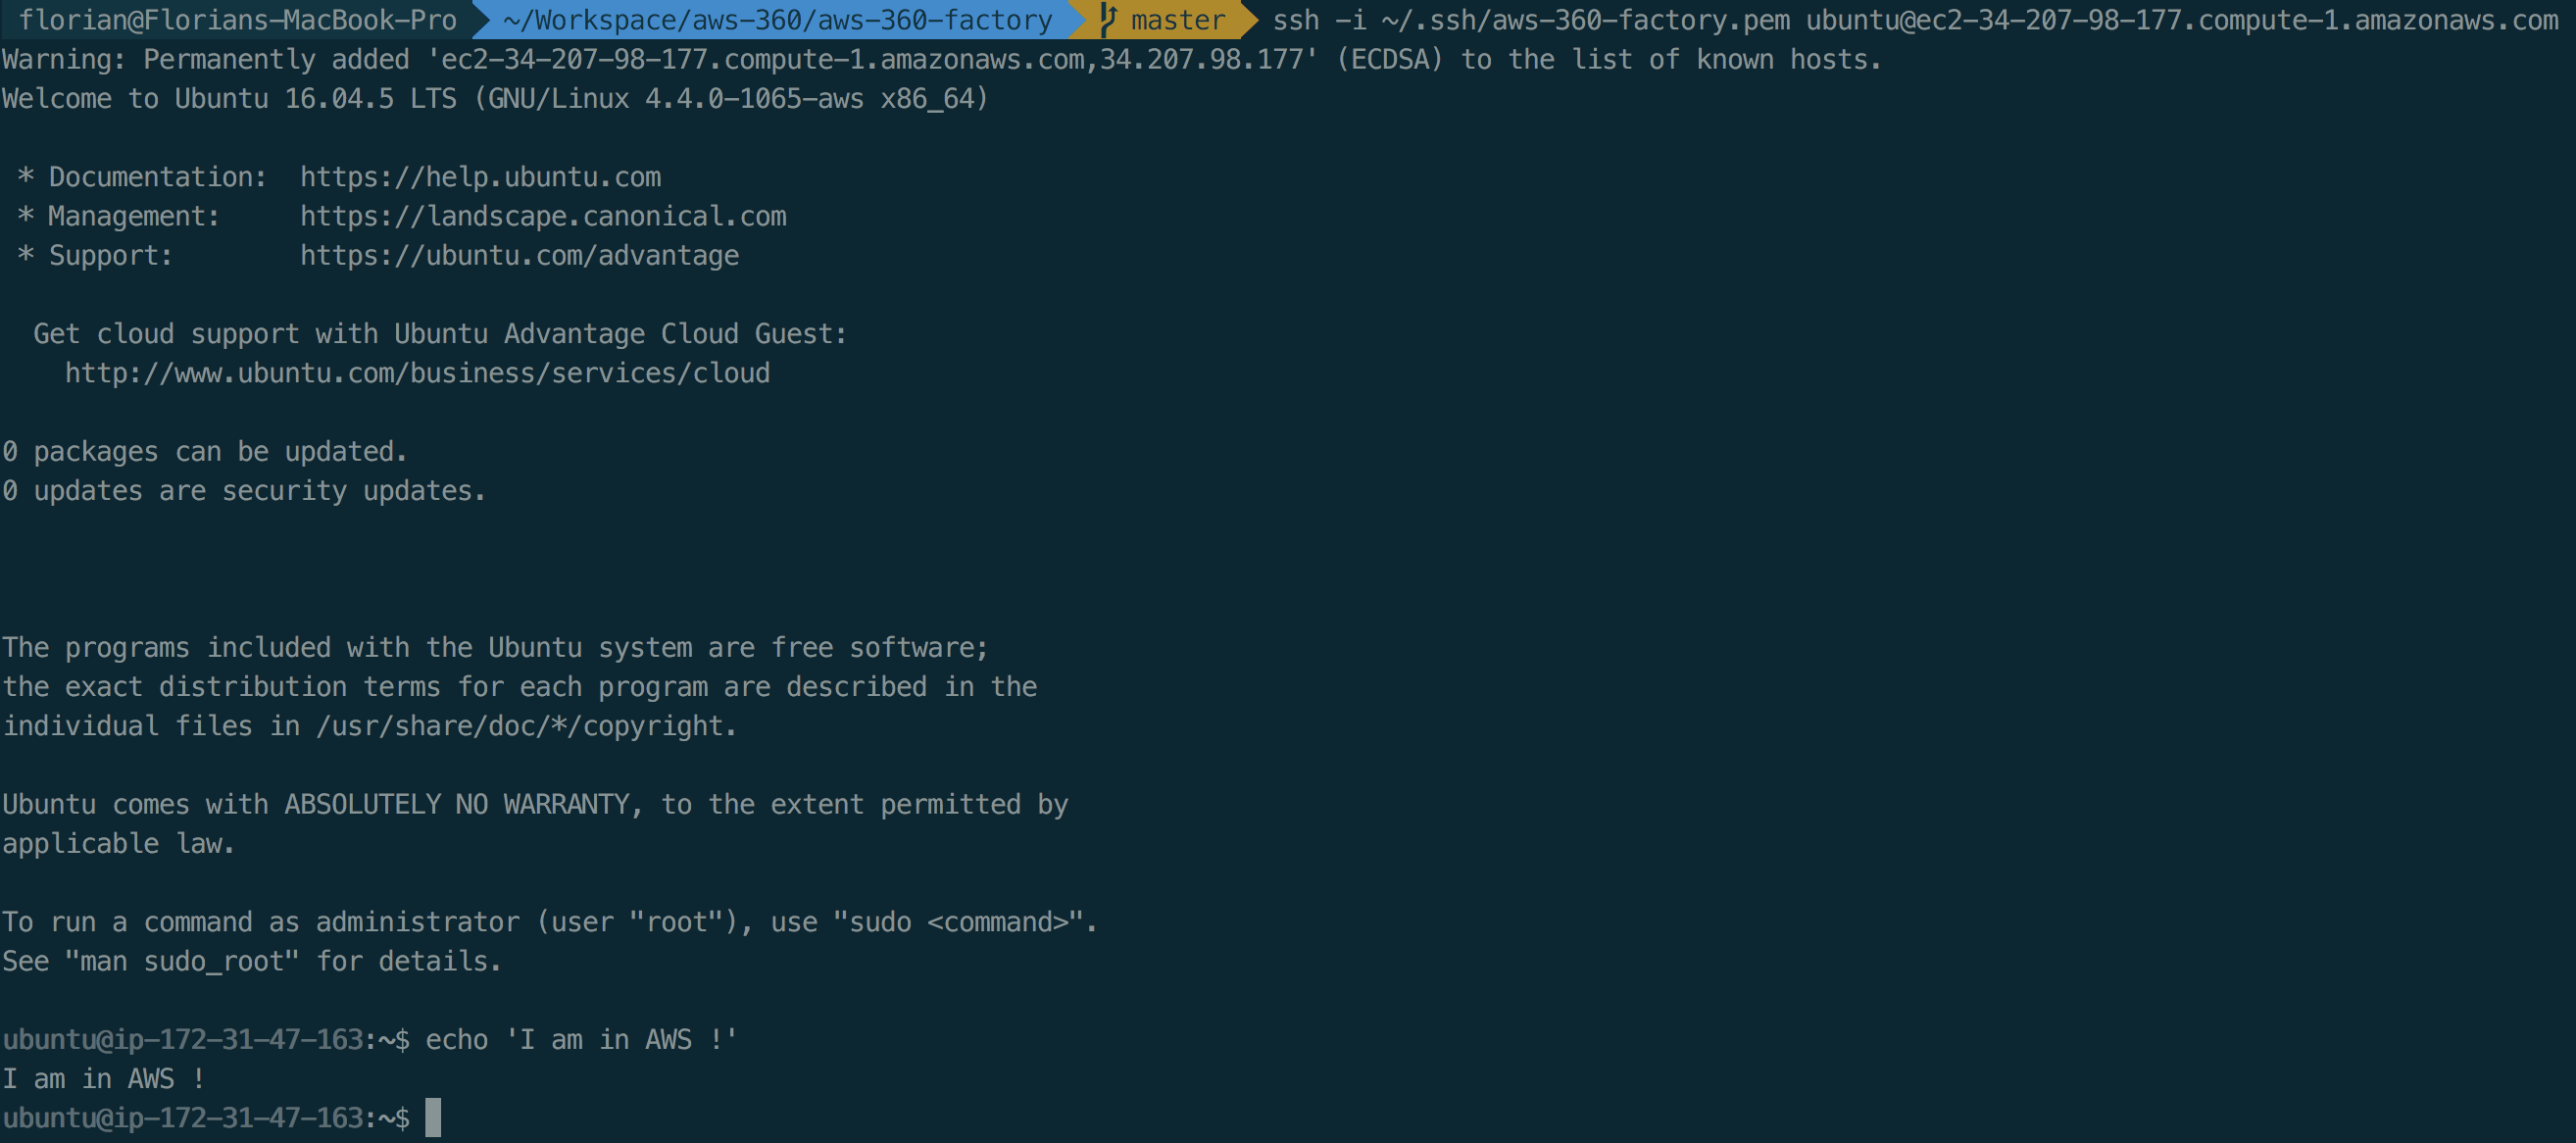 florian@Florians-MacBook-Pro ~/Workspace/aws-360/aws-360-factory master ssh -i ~/.ssh/aws-360-factory.pem ubuntu@ec2-34-207-98-177.compute-1.amazonaws.com
Warning: Permanently added 'ec2-34-207-98-177.compute-1.amazonaws.com,34.207.98.177' (ECDSA) to the list of known hosts.
Welcome to Ubuntu 16.04.5 LTS (GNU/Linux 4.4.0-1065-aws x86_64)
* Documentation:  https://help.ubuntu.com
* Management:     https://landscape.canonical.com
* Support:        https://ubuntu.com/advantage
Get cloud support with Ubuntu Advantage Cloud Guest:
http://www.ubuntu.com/business/services/cloud
0 packages can be updated.
0 updates are security updates.
The programs included with the Ubuntu system are free software;
the exact distribution terms for each program are described in the
individual files in /usr/share/doc/*/copyright.
Ubuntu comes with ABSOLUTELY NO WARRANTY, to the extent permitted by
applicable law.
To run a command as administrator (user "root"), use "sudo <command>".
See "man sudo_root" for details.
ubuntu@ip-172-31-47-163:~$ echo 'I am in AWS !'
I am in AWS !
ubuntu@ip-172-31-47-163:~$